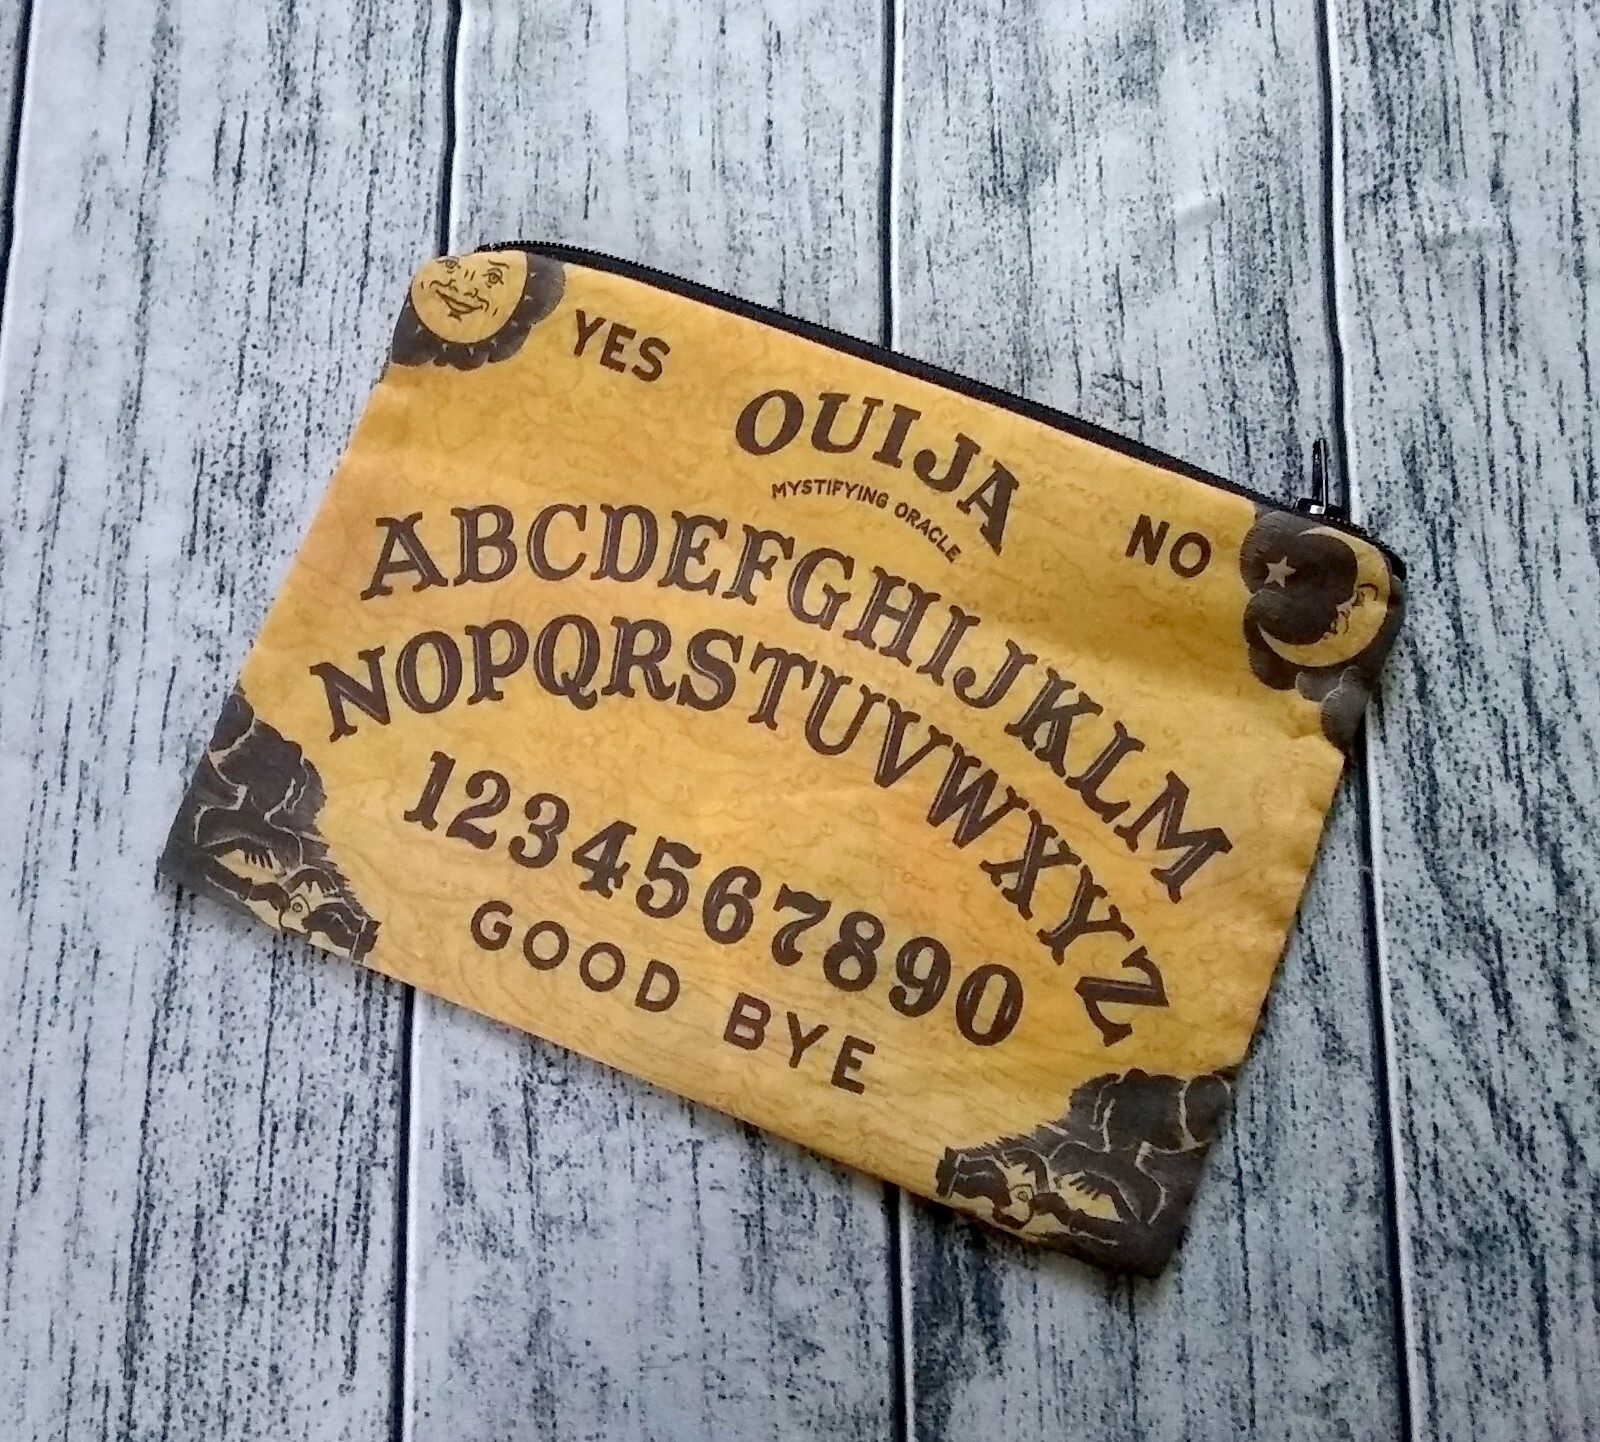 YES
OUIJA
NO
MYSTIFYING ORACLE
ABCDEFGHIJKLM
NOPQRSTUVWXYZ
1234567890
GOOD BYE